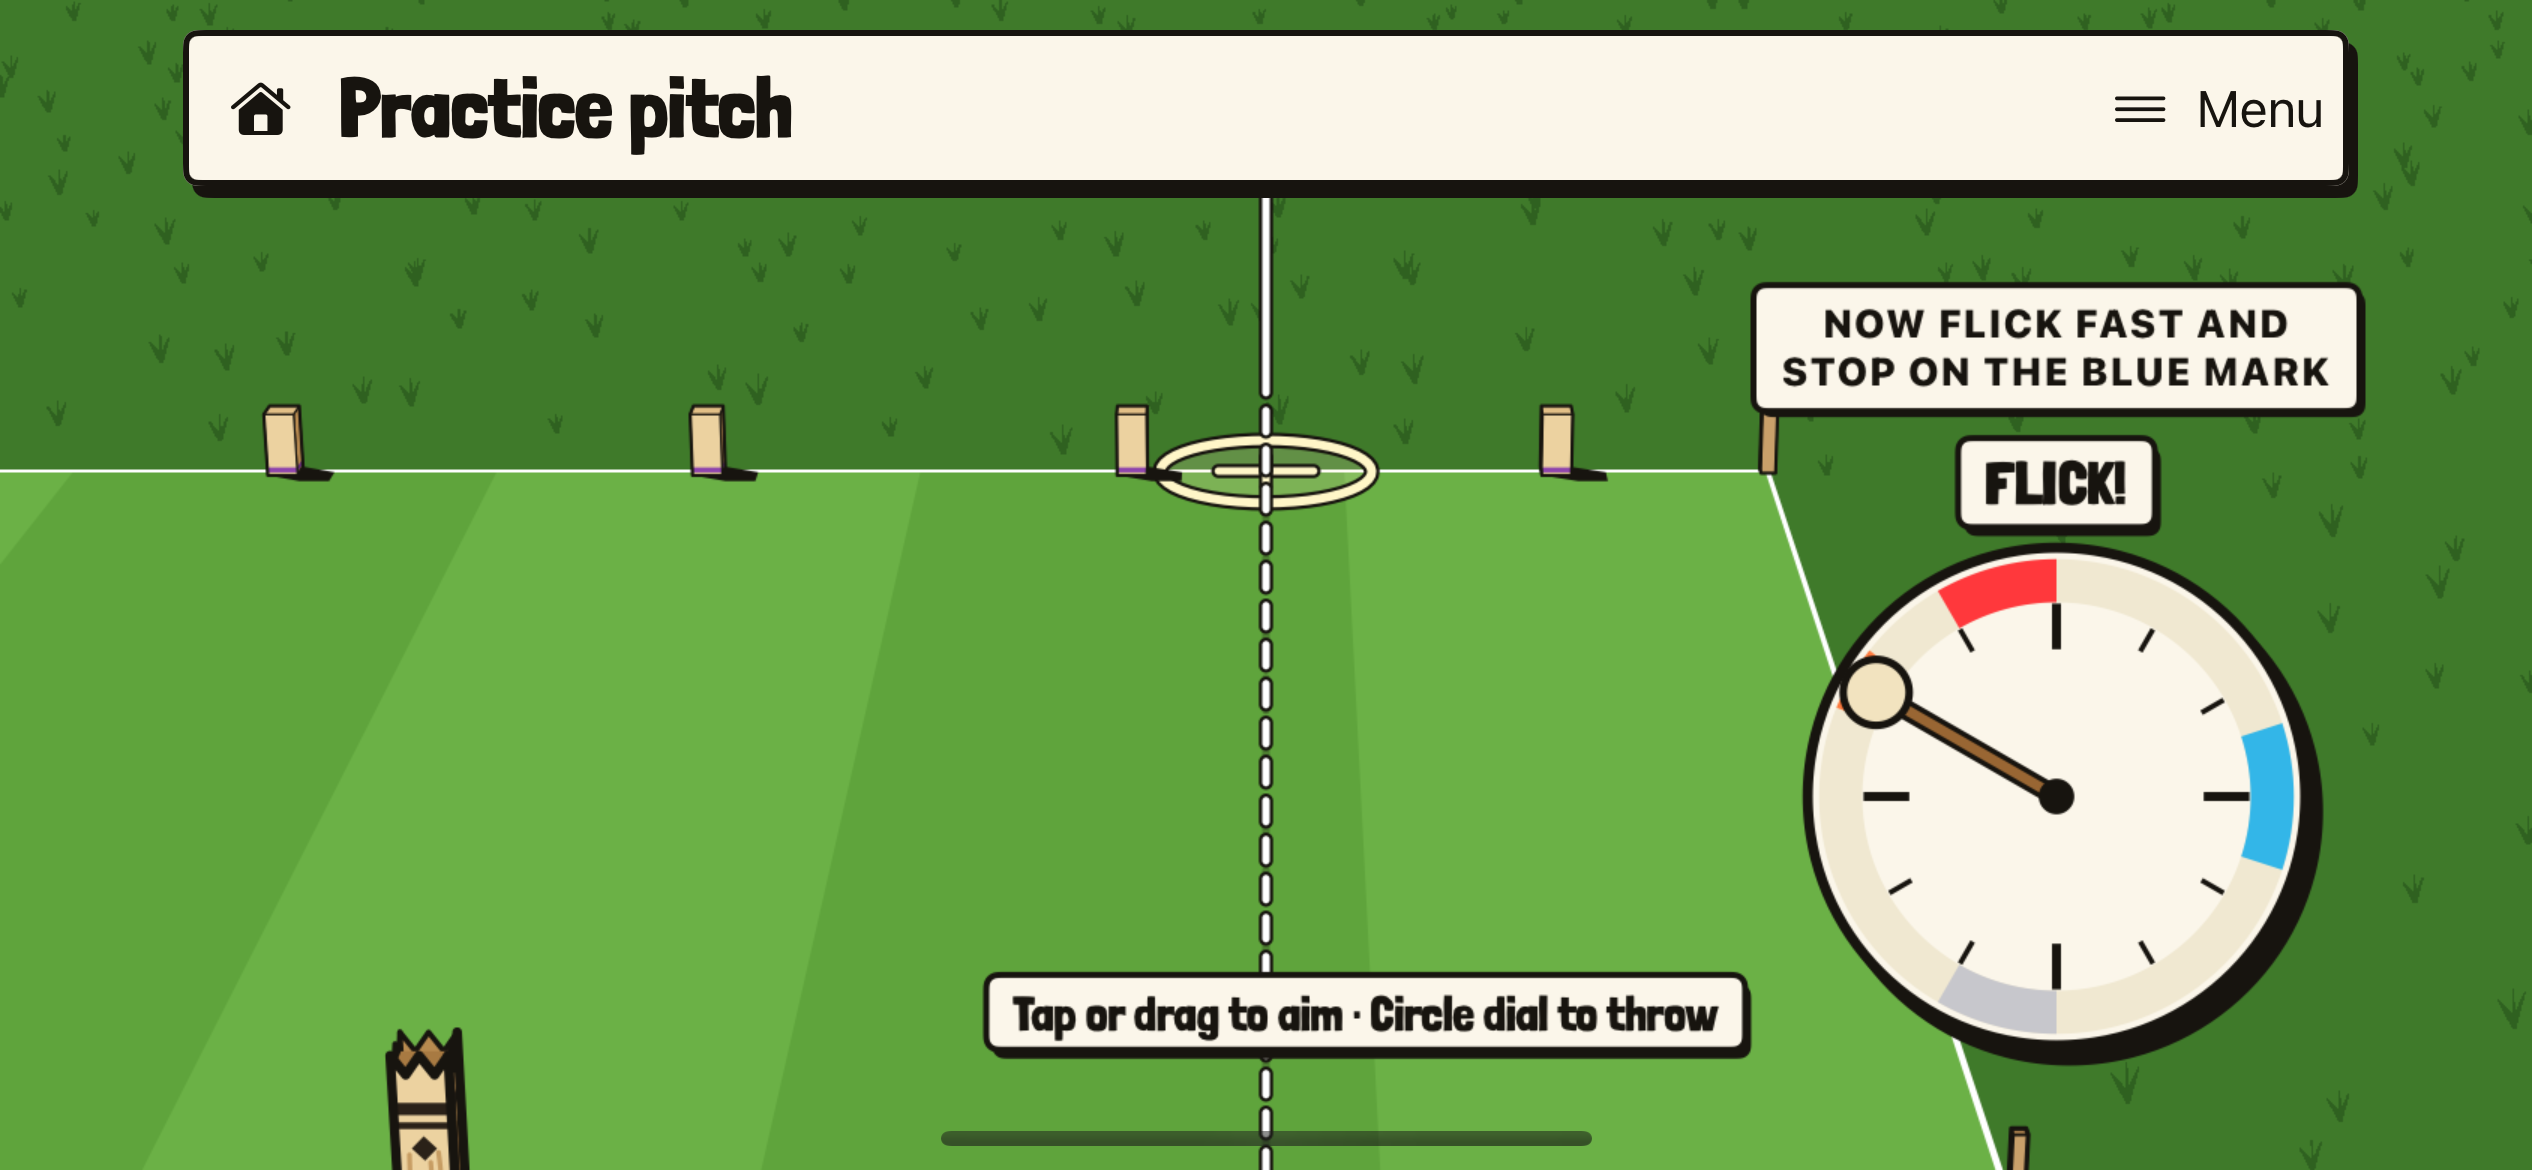 Practice pitch
Menu
NOW FLICK FAST AND
STOP ON THE BLUE MARK
FLICK!
Tap or drag to aim · Circle dial to throw